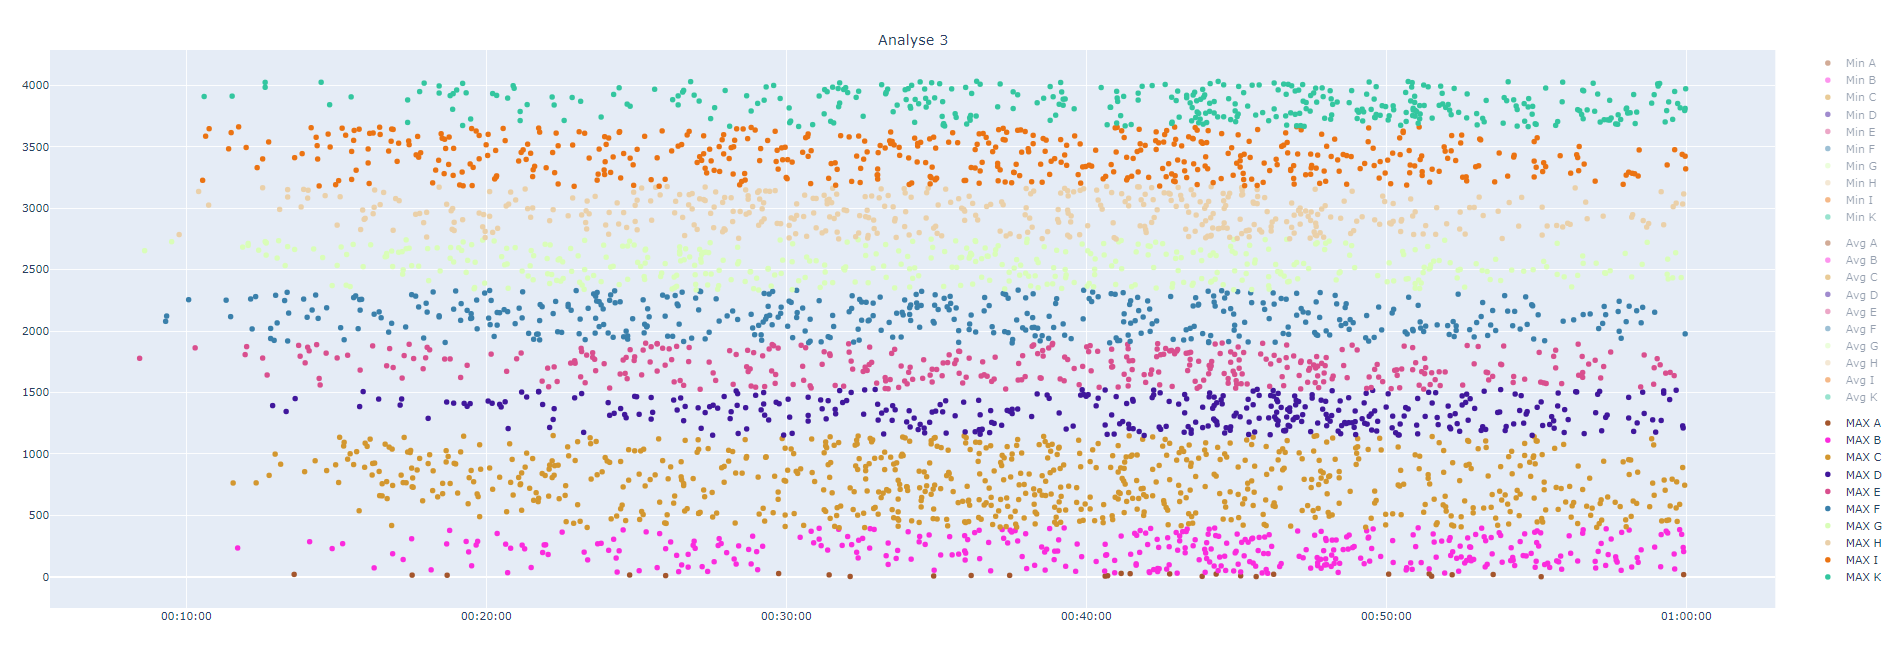 Analyse 3
4000
3500
3000
2500
2000
1500
1000
500
0
00:10:00
00:20:00
00:30:00
00:40:00
00:50:00
01:00:00
Min A
Min B
Min C
Min D
Min E
Min F
Min G
Min H
Min I
Min K
Avg A
Avg B
Avg C
Avg D
Avg E
Avg F
Avg G
Avg H
Avg I
Avg K
MAX A
MAX B
MAX C
MAX D
MAX E
MAX F
MAX G
MAX H
MAX I
MAX K